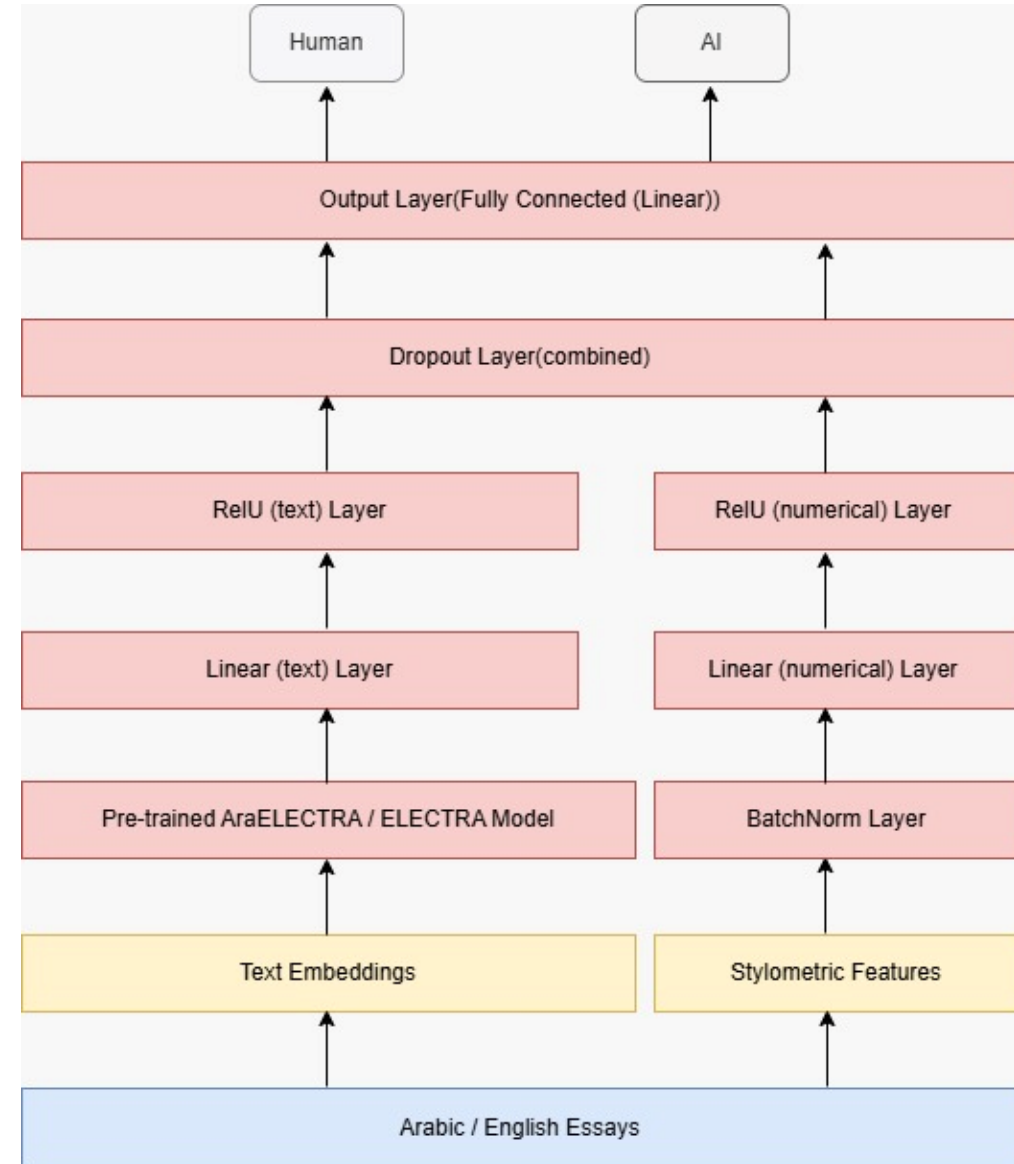 Human
AI
Output Layer(Fully Connected (Linear))
Dropout Layer(combined)
RelU (text) Layer
RelU (numerical) Layer
Linear (text) Layer
Linear (numerical) Layer
Pre-trained AraELECTRA / ELECTRA Model
BatchNorm Layer
Text Embeddings
Stylometric Features
Arabic / English Essays